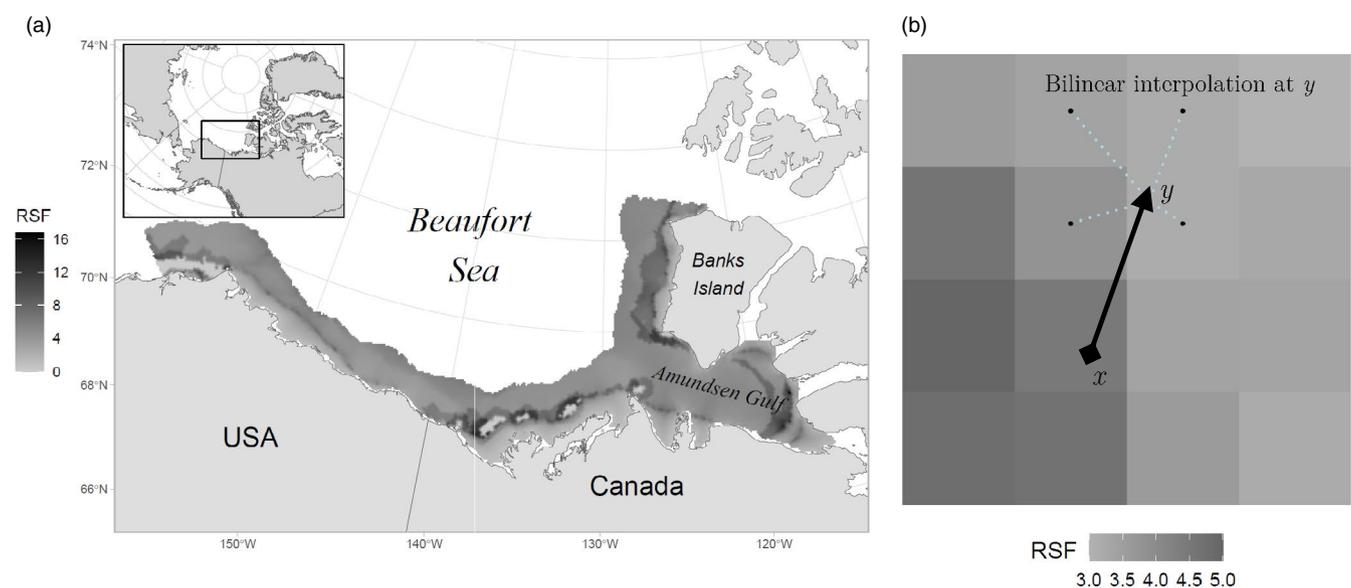 (a)
(b)
74°N
72°N
70°N
68°N
66°N
RSF
16
12
8
4
0
Beaufort
Sea
Banks
Island
Amundsen Gulf
USA
Canada
150°W
140°W
130°W
120°W
Bilinear interpolation at y
y
x
RSF
3.0 3.5 4.0 4.5 5.0